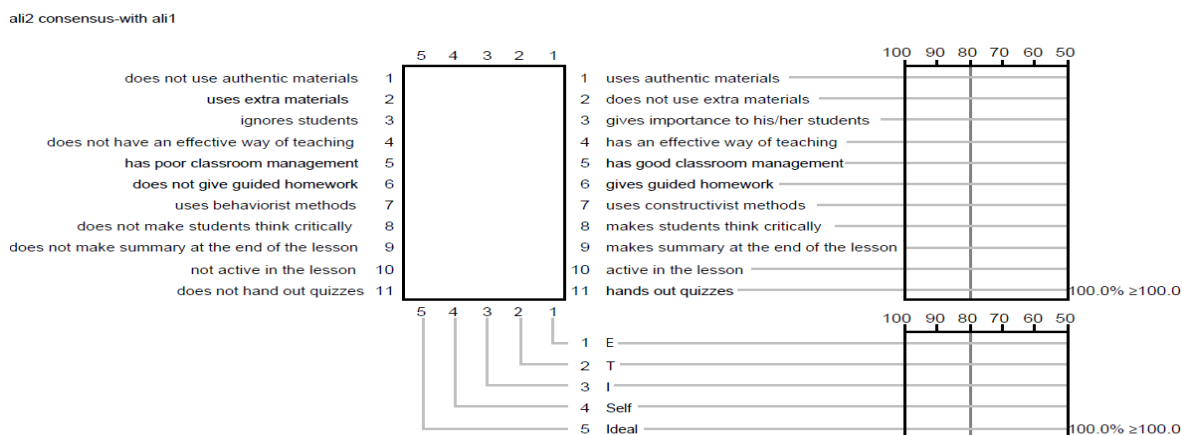 ali2 consensus-with ali1
5 4 3 2 1 100 90 80 70 60 50
does not use authentic materials 1 1 uses authentic materials
uses extra materials 2 2 does not use extra materials
ignores students 3 3 gives importance to his/her students
does not have an effective way of teaching 4 4 has an effective way of teaching
has poor classroom management 5 5 has good classroom management
does not give guided homework 6 6 gives guided homework
uses behaviorist methods 7 7 uses constructivist methods
does not make students think critically 8 8 makes students think critically
does not make summary at the end of the lesson 9 9 makes summary at the end of the lesson
not active in the lesson 10 10 active in the lesson
does not hand out quizzes 11 11 hands out quizzes 100.0% ≥100.0
5 4 3 2 1 100 90 80 70 60 50
1 E
2 T
3 I
4 Self
5 Ideal 100.0% ≥100.0